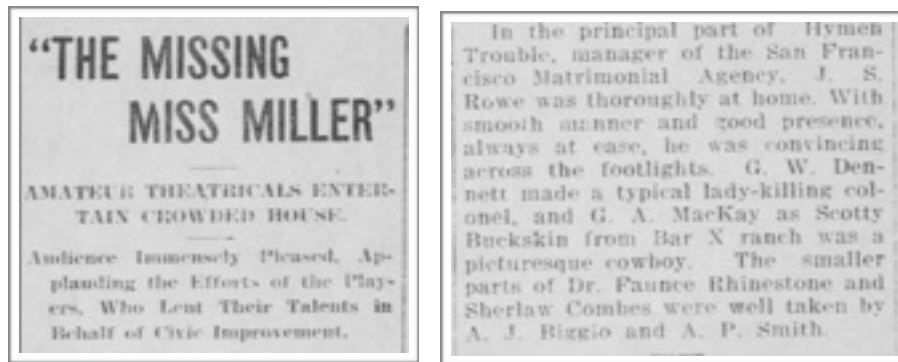 "THE MISSING
MISS MILLER"
AMATEUR THEATRICALS ENTER-
TAIN CROWDED HOUSE.
Audience Immensely Pleased, Ap-
plauding the Efforts of the Play-
ers, Who Lent Their Talents in
Behalf of Civic Improvement.
In the principal part of Hymen
Trouble, manager of the San Fran-
cisco Matrimonial Agency, J. S.
Rowe was thoroughly at home. With
smooth manner and good presence,
always at ease, he was convincing
across the footlights. G. W. Den-
nett made a typical lady-killing col-
onel, and G. A. MacKay as Scotty
Buckskin from Bar X ranch was a
picturesque cowboy. The smaller
parts of Dr. Faunce Rhinestone and
Sherlaw Combes were well taken by
A. J. Biggio and A. P. Smith.